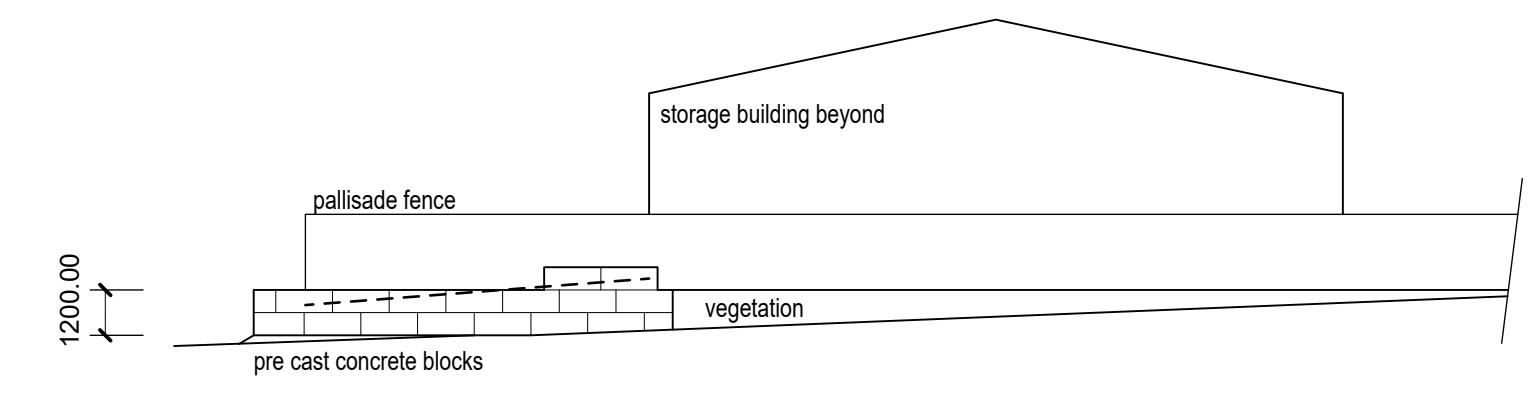 storage building beyond
pallisade fence
1200.00
vegetation
pre cast concrete blocks